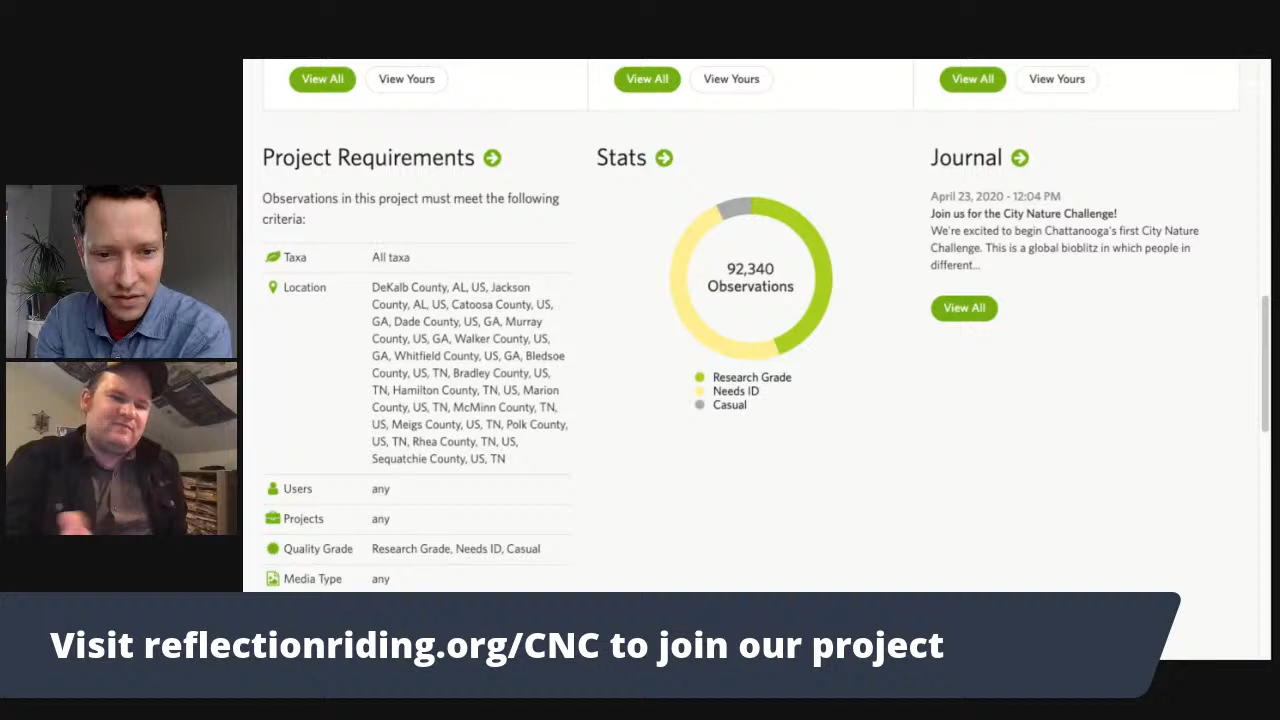 View All View Yours View All View Yours View All View Yours
Project Requirements
Observations in this project must meet the following
criteria:
Taxa All taxa
Location DeKalb County, AL, US, Jackson
County, AL, US, Catoosa County, US,
GA, Dade County, US, GA, Murray
County, US, GA, Walker County, US,
GA, Whitfield County, US, GA, Bledsoe
County, US, TN, Bradley County, US,
TN, Hamilton County, TN, US, Marion
County, US, TN, McMinn County, TN,
US, Meigs County, US, TN, Polk County,
US, TN, Rhea County, TN, US,
Sequatchie County, US, TN
Users any
Projects any
Quality Grade Research Grade, Needs ID, Casual
Media Type any
Stats
92,340
Observations
Research Grade
Needs ID
Casual
Journal
April 23, 2020 - 12:04 PM
Join us for the City Nature Challenge!
We're excited to begin Chattanooga's first City Nature
Challenge. This is a global bioblitz in which people in
different...
View All
Visit reflectionriding.org/CNC to join our project